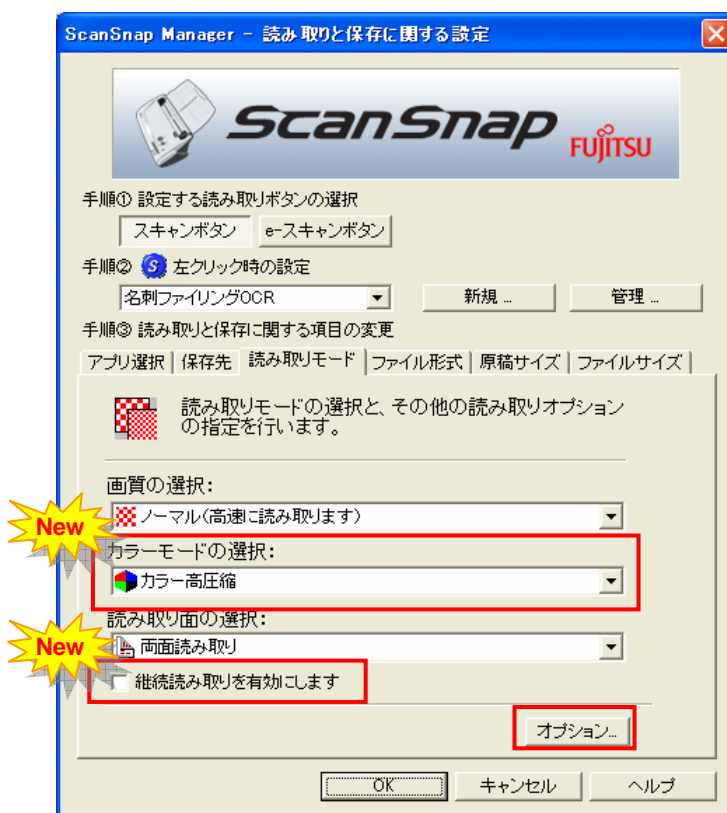 ScanSnap Manager - 読み取りと保存に関する設定
ScanSnap
FUJITSU
手順① 設定する読み取りボタンの選択
スキャンボタン e-スキャンボタン
手順② S 左クリック時の設定
名刺ファイリングOCR 新規 ... 管理 ...
手順③ 読み取りと保存に関する項目の変更
アプリ選択 保存先 読み取りモード ファイル形式 原稿サイズ ファイルサイズ
読み取りモードの選択と、その他の読み取りオプション
の指定を行います。
画質の選択:
New ノーマル(高速に読み取ります)
カラーモードの選択:
カラー高圧縮
読み取り面の選択:
New 両面読み取り
継続読み取りを有効にします
オプション...
OK キャンセル ヘルプ